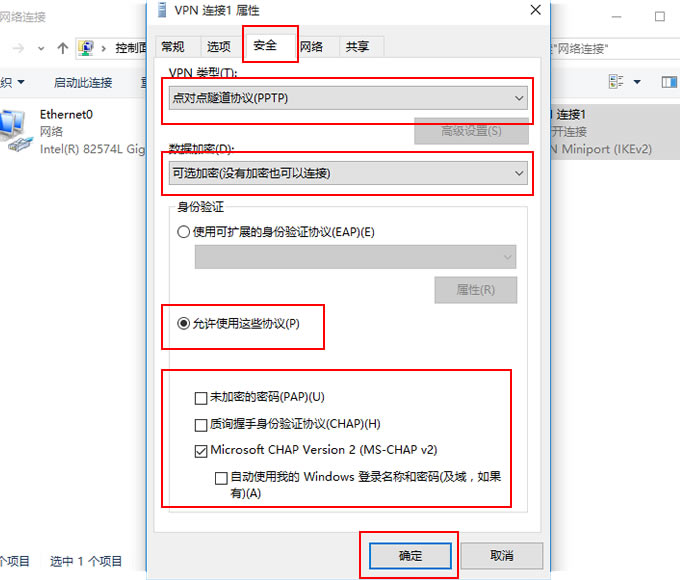 网络连接
VPN 连接1 属性
控制面
"网络连接"
常规
选项
安全
网络
共享
织
启动此连接
VPN 类型(T):
点对点隧道协议(PPTP)
高级设置(S)
Ethernet0
网络
Intel(R) 82574L Gig
连接1
开连接
N Miniport (IKEv2)
数据加密(D):
可选加密(没有加密也可以连接)
身份验证
使用可扩展的身份验证协议(EAP)(E)
属性(R)
允许使用这些协议(P)
未加密的密码(PAP)(U)
质询握手身份验证协议(CHAP)(H)
Microsoft CHAP Version 2 (MS-CHAP v2)
自动使用我的 Windows 登录名称和密码(及域，如果
有)(A)
确定
取消
个项目
选中 1 个项目